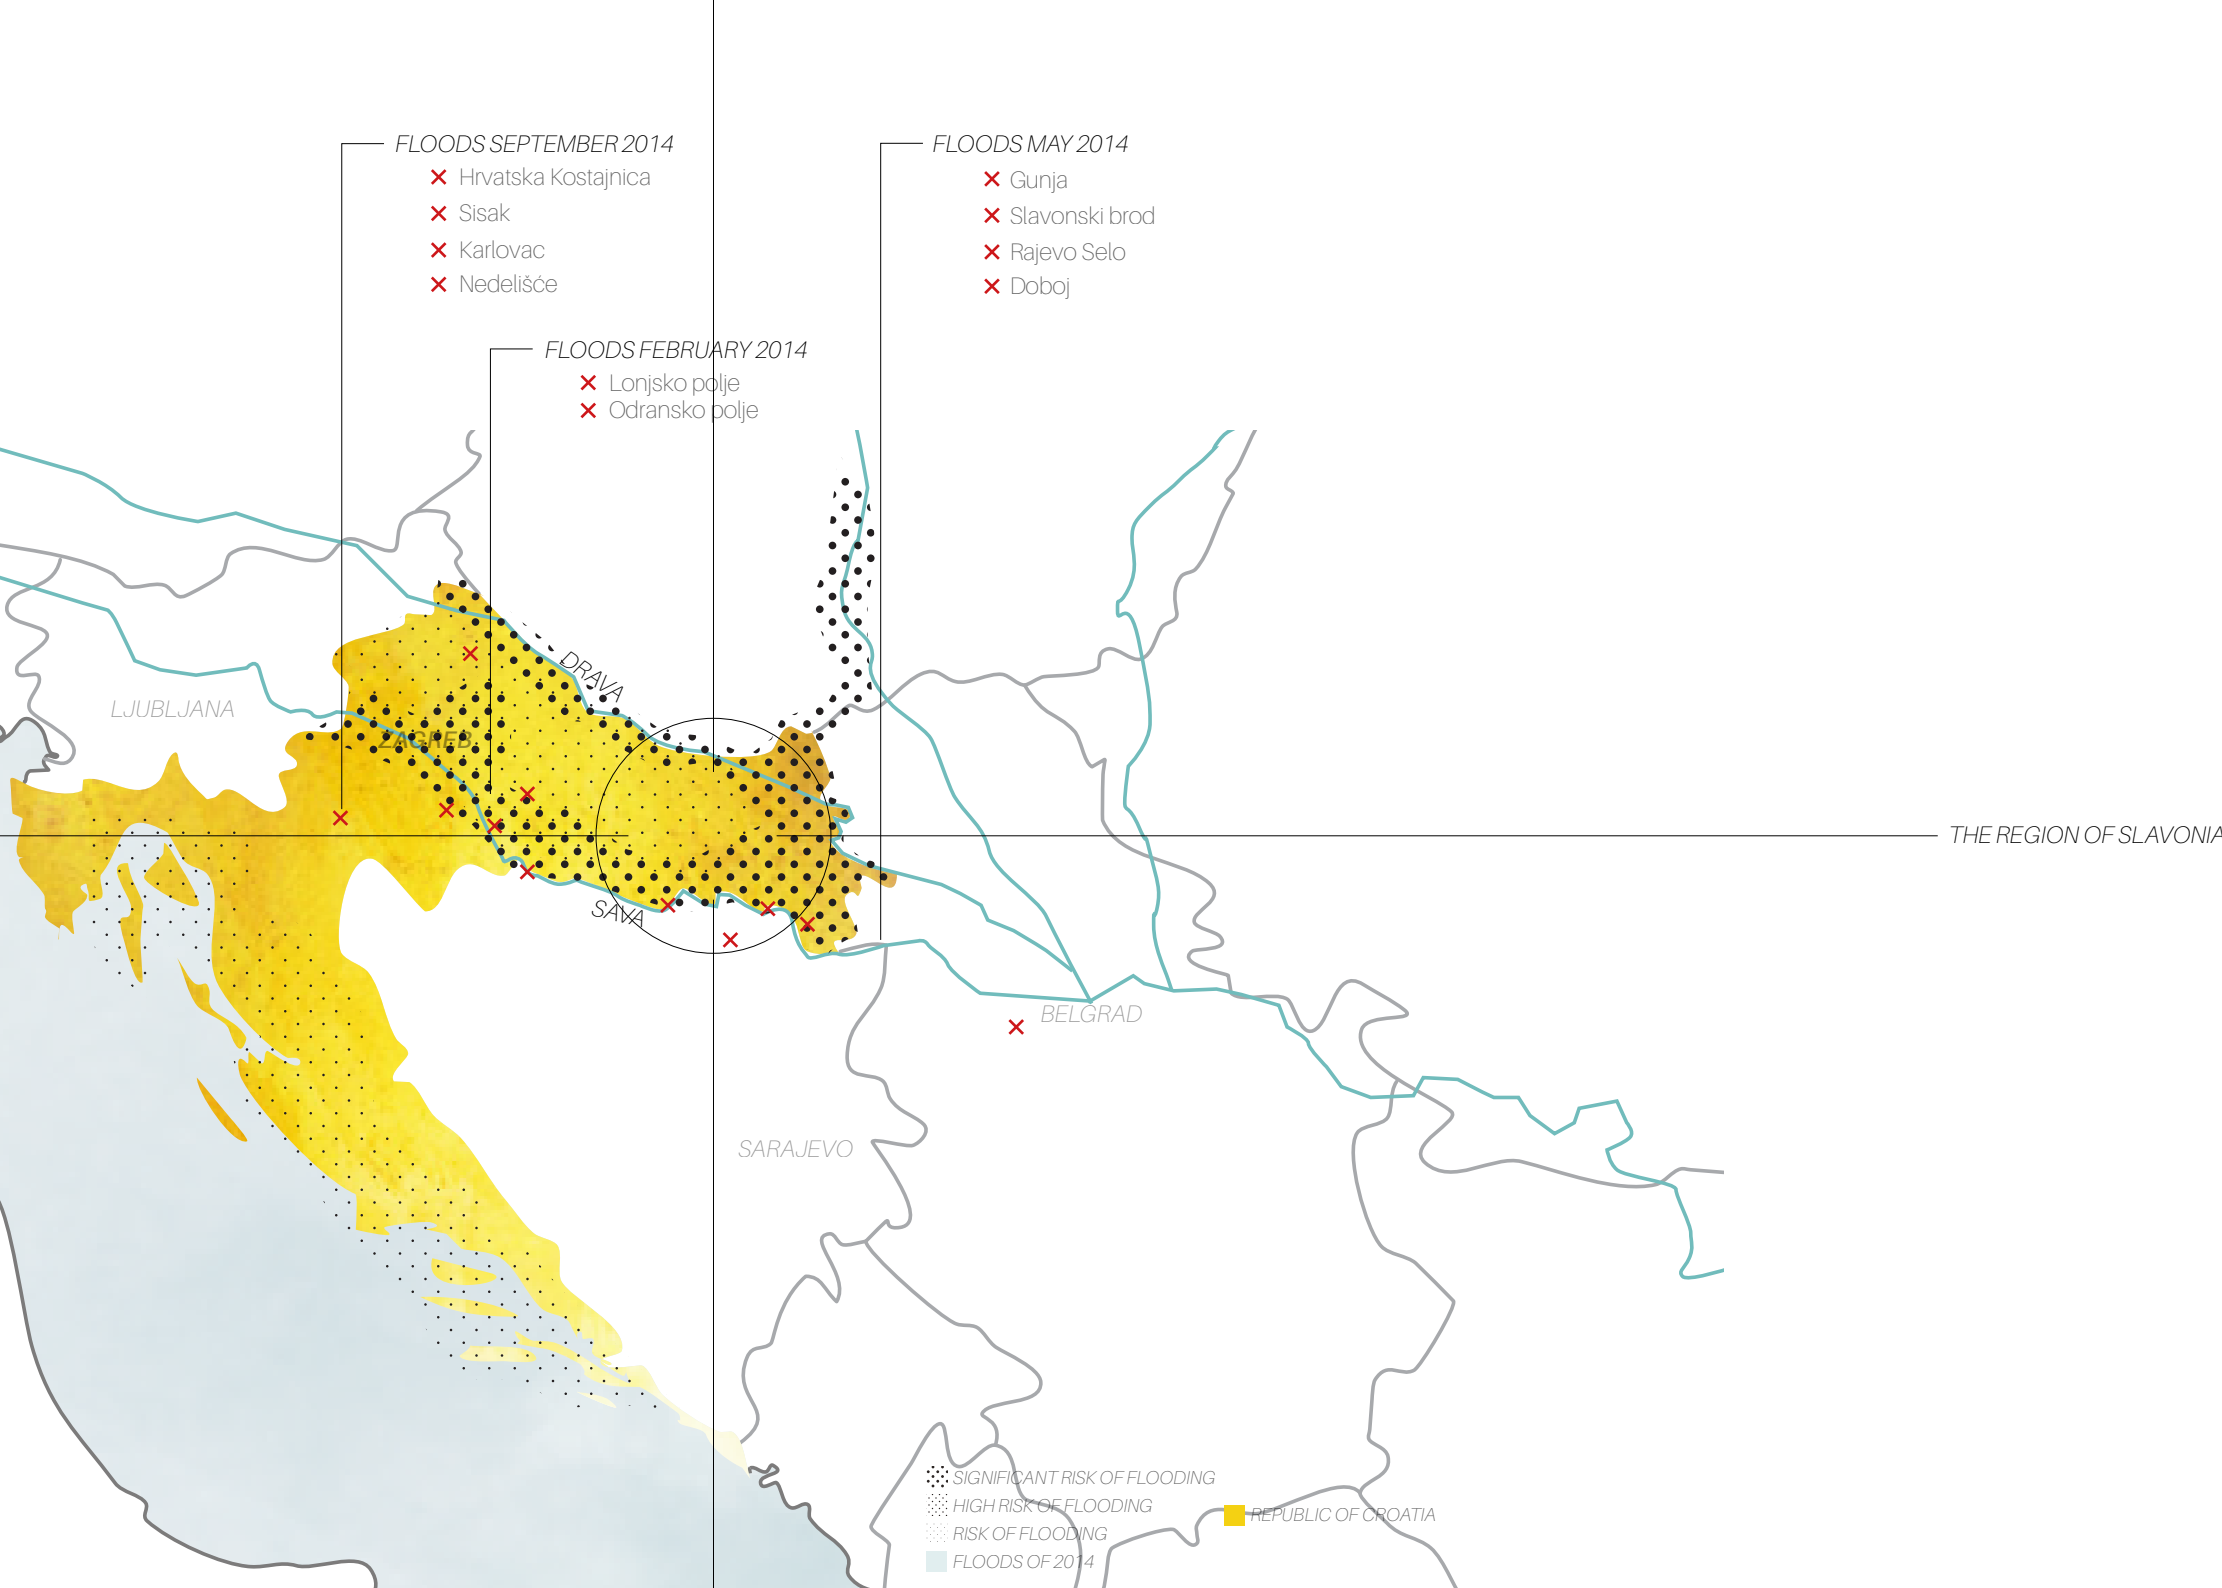 FLOODS SEPTEMBER 2014
Hrvatska Kostajnica
Sisak
Karlovac
Nedelišće
FLOODS MAY 2014
Gunja
Slavonski brod
Rajevo Selo
Doboj
FLOODS FEBRUARY 2014
Lonjsko polje
Odransko polje
DRAVA
LJUBLJANA
ZAGREB
THE REGION OF SLAVONIA
SAVA
BELGRAD
SARAJEVO
SIGNIFICANT RISK OF FLOODING
HIGH RISK OF FLOODING
RISK OF FLOODING
FLOODS OF 2014
REPUBLIC OF CROATIA